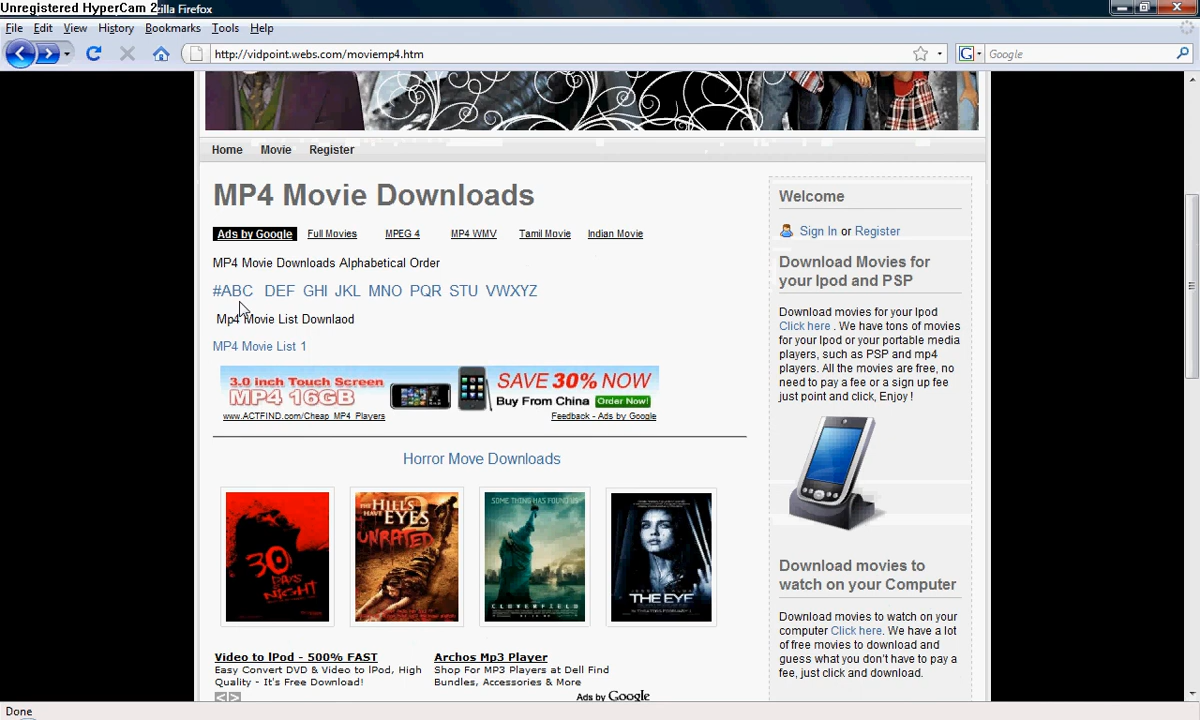 Unregistered HyperCam 2
zilla Firefox
File Edit View History Bookmarks Tools Help
http://vidpoint.webs.com/moviemp4.htm
G Google
Home Movie Register
MP4 Movie Downloads
Ads by Google Full Movies MPEG 4 MP4 WMV Tamil Movie Indian Movie
MP4 Movie Downloads Alphabetical Order
#ABC DEF GHI JKL MNO PQR STU VWXYZ
Mp4 Movie List Downlaod
MP4 Movie List 1
3.0 inch Touch Screen
MP4 16GB
SAVE 30% NOW
Buy From China Order Now!
www.ACTFIND.com/Cheap_MP4_Players
Feedback - Ads by Google
Horror Move Downloads
30
DAYS OF
NIGHT
THE HILLS
HAVE
EYES
2
UNRATED
SOMETHING HAS FOUND US
CLOVERFIELD
THE EYE
Video to IPod - 500% FAST
Easy Convert DVD & Video to IPod, High
Quality - It's Free Download!
Archos Mp3 Player
Shop For MP3 Players at Dell Find
Bundles, Accessories & More
Ads by Google
Welcome
Sign In or Register
Download Movies for
your Ipod and PSP
Download movies for your Ipod
Click here . We have tons of movies
for your Ipod or your portable media
players, such as PSP and mp4
players. All the movies are free, no
need to pay a fee or a sign up fee
just point and click, Enjoy !
Download movies to
watch on your Computer
Download movies to watch on your
computer Click here. We have a lot
of free movies to download and
guess what you don't have to pay a
fee, just click and download.
Done